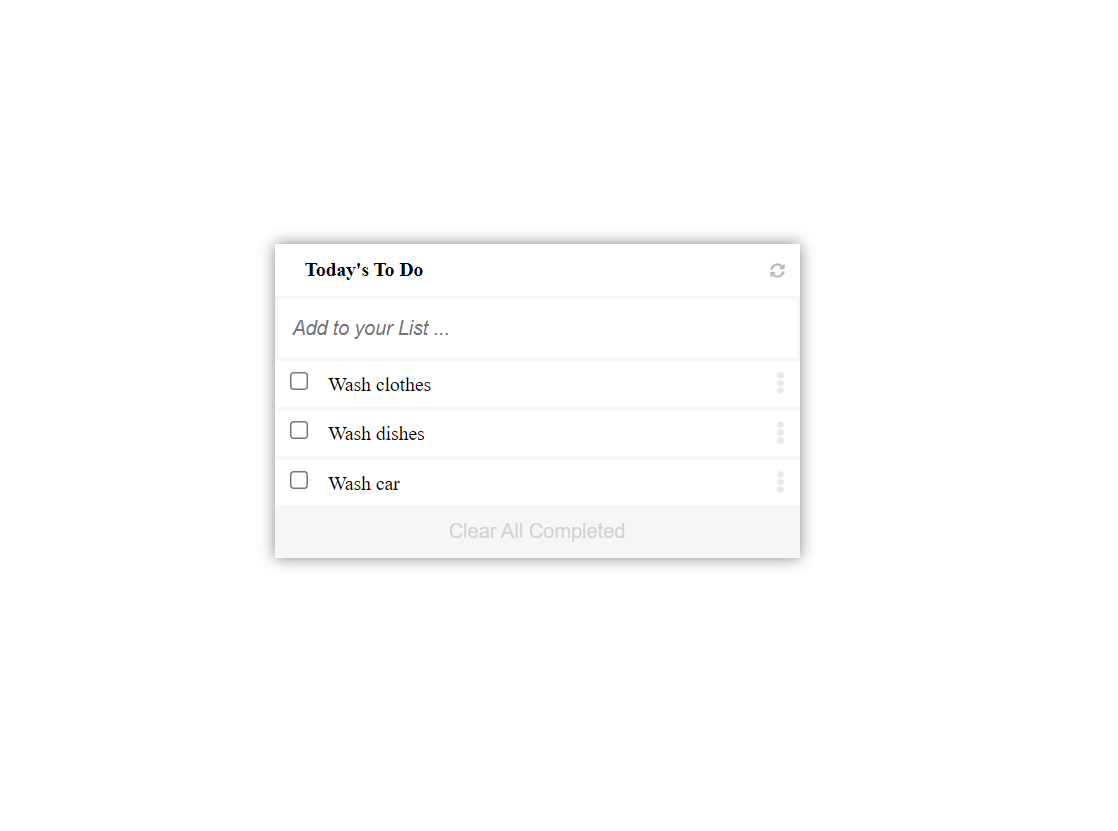 Today's To Do
Add to your List ...
Wash clothes
Wash dishes
Wash car
Clear All Completed